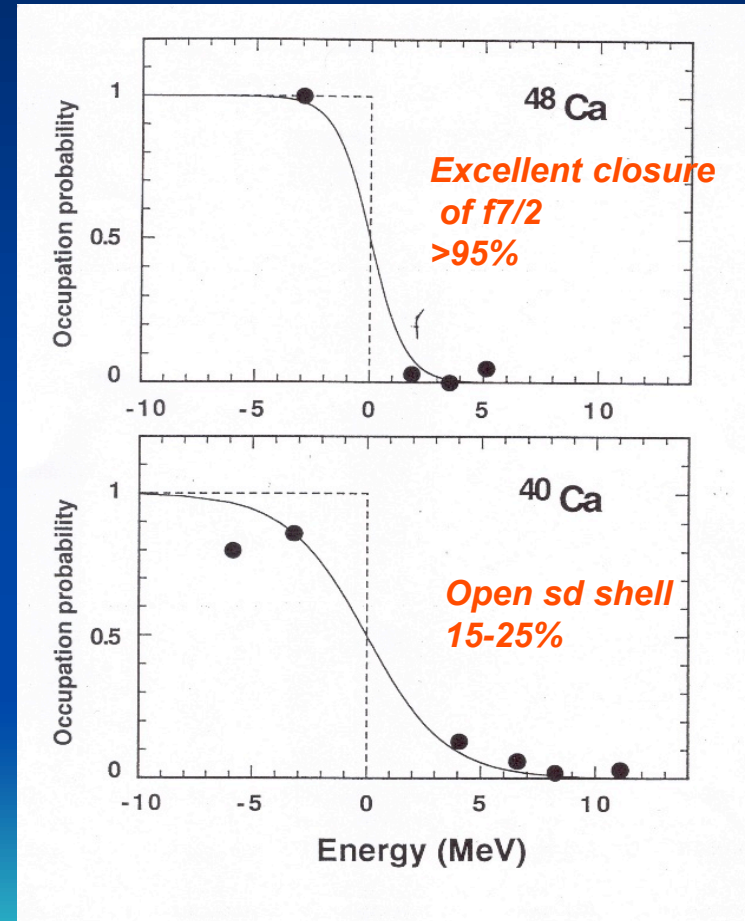 Occupation probability
1
0.5
0
48 Ca
Excellent closure
of f7/2
>95%
-10 -5 0 5 10
Occupation probability
1
0.5
0
40 Ca
Open sd shell
15-25%
-10 -5 0 5 10
Energy (MeV)